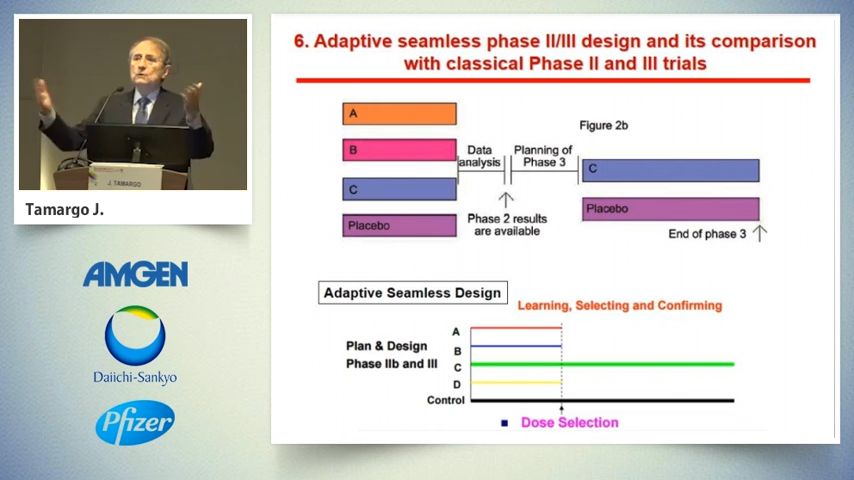 6. Adaptive seamless phase II/III design and its comparison
with classical Phase II and III trials
A
Figure 2b
B
Data
analysis
Planning of
Phase 3
C
C
Placebo
Placebo
Phase 2 results
are available
End of phase 3
J. TAMARGO
Tamargo J.
AMGEN
Daiichi-Sankyo
Pfizer
Adaptive Seamless Design
Learning, Selecting and Confirming
Plan & Design
Phase IIb and III
A
B
C
D
Control
Dose Selection